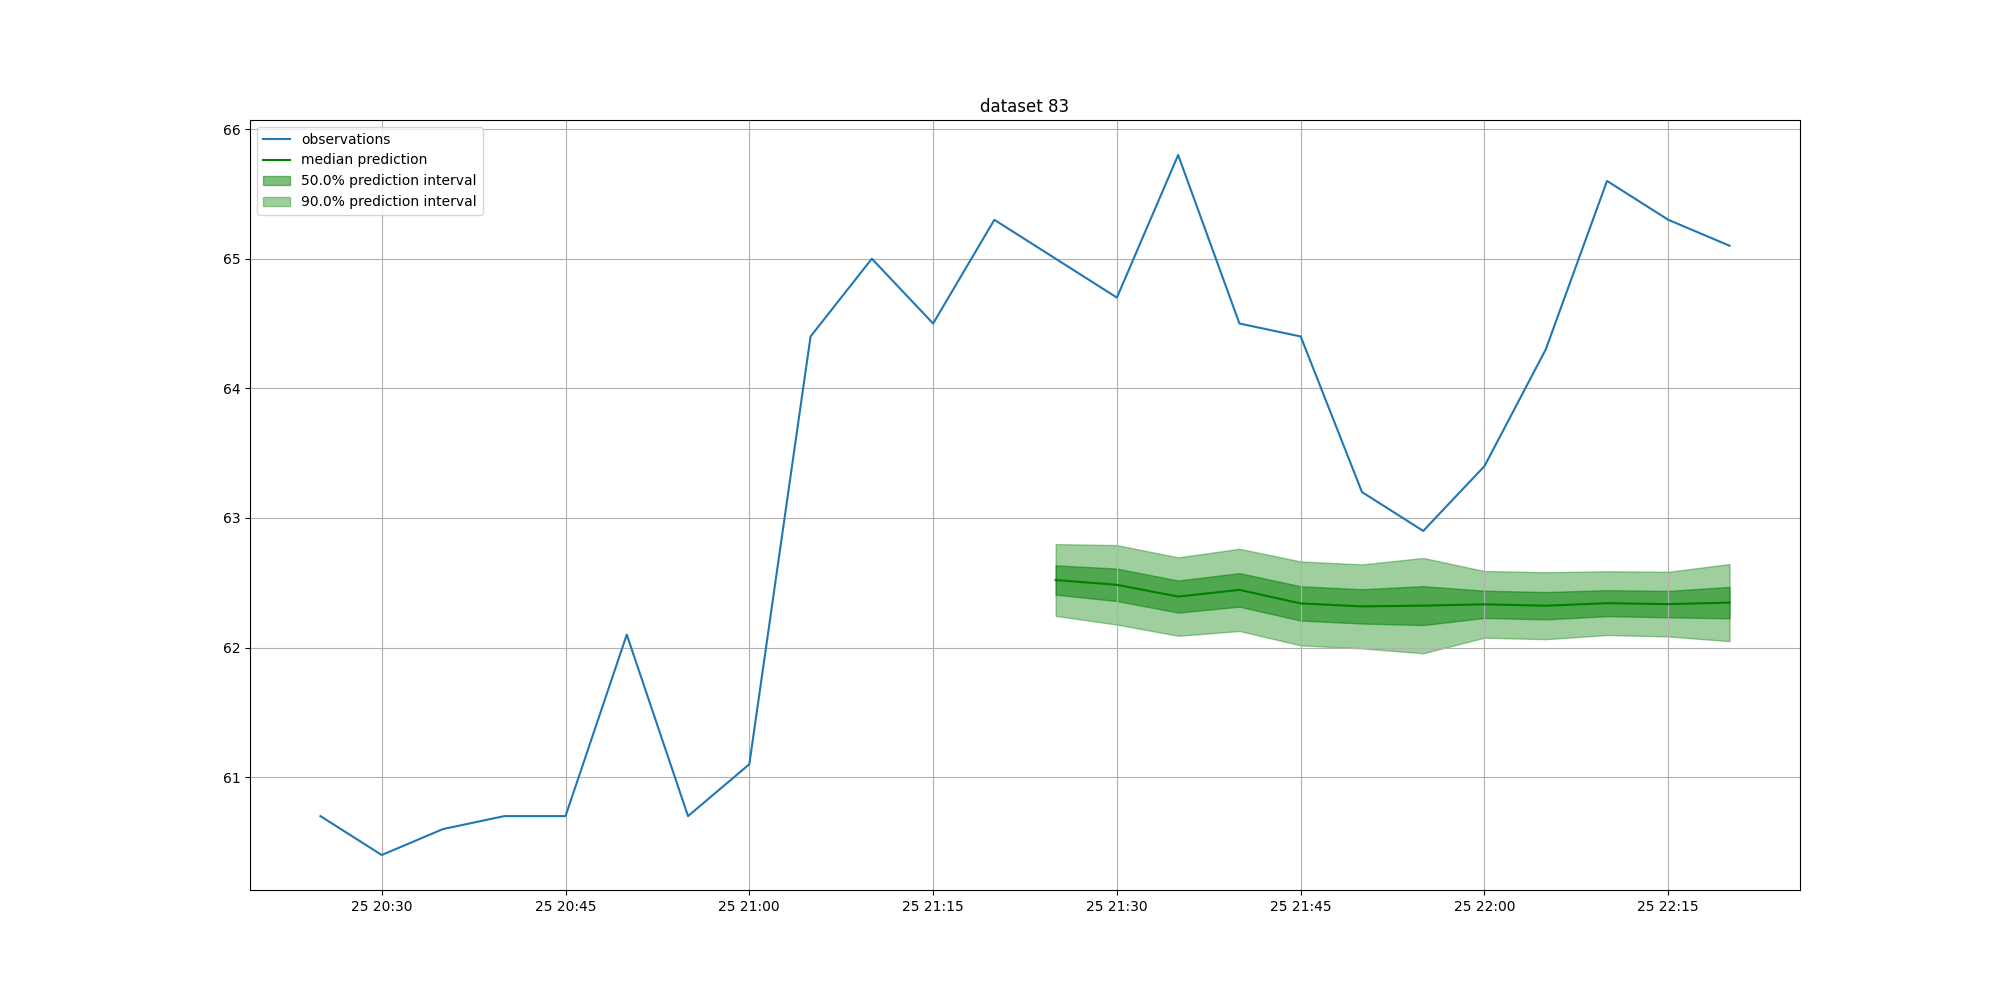 dataset 83
observations
median prediction
50.0% prediction interval
90.0% prediction interval
66
65
64
63
62
61
25 20:30
25 20:45
25 21:00
25 21:15
25 21:30
25 21:45
25 22:00
25 22:15